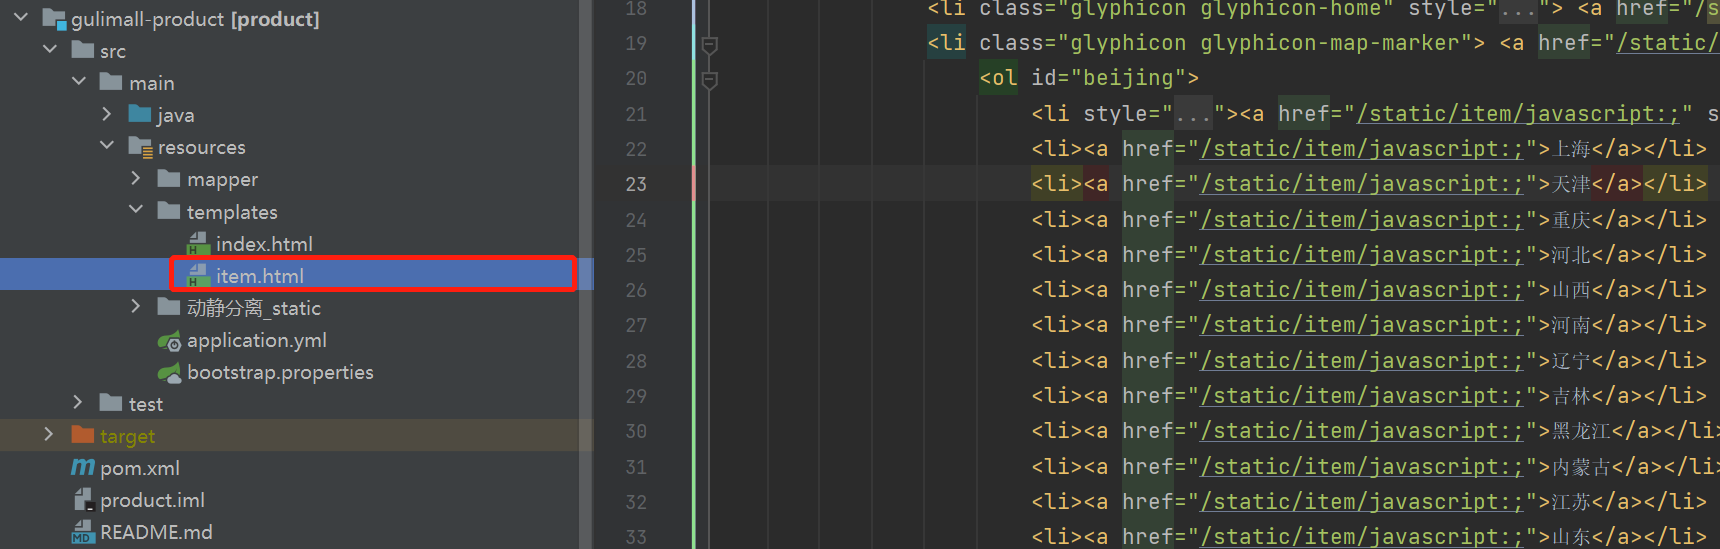 gulimall-product [product]
src
main
java
resources
mapper
templates
index.html
item.html
动静分离_static
application.yml
bootstrap.properties
test
target
pom.xml
product.iml
README.md
18 <li class="glyphicon glyphicon-home" style="..."> <a href="/s
19 <li class="glyphicon glyphicon-map-marker"> <a href="/static/
20 <ol id="beijing">
21 <li style="..."><a href="/static/item/javascript:;" s
22 <li><a href="/static/item/javascript:;">上海</a></li>
23 <li><a href="/static/item/javascript:;">天津</a></li>
24 <li><a href="/static/item/javascript:;">重庆</a></li>
25 <li><a href="/static/item/javascript:;">河北</a></li>
26 <li><a href="/static/item/javascript:;">山西</a></li>
27 <li><a href="/static/item/javascript:;">河南</a></li>
28 <li><a href="/static/item/javascript:;">辽宁</a></li>
29 <li><a href="/static/item/javascript:;">吉林</a></li>
30 <li><a href="/static/item/javascript:;">黑龙江</a></li
31 <li><a href="/static/item/javascript:;">内蒙古</a></li
32 <li><a href="/static/item/javascript:;">江苏</a></li>
33 <li><a href="/static/item/javascript:;">山东</a></li>